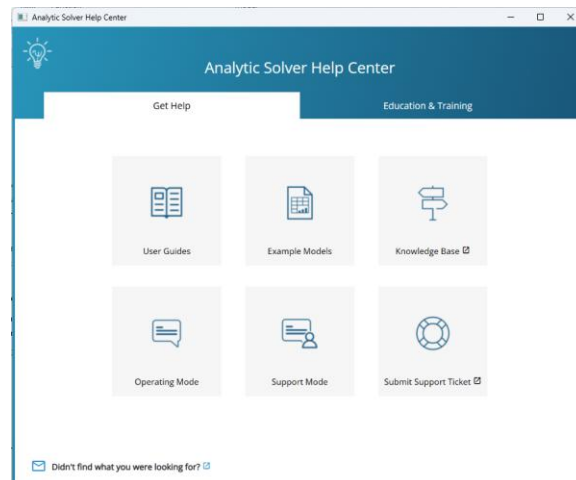 Analytic Solver Help Center
Analytic Solver Help Center
Get Help
Education & Training
User Guides
Example Models
Knowledge Base
Operating Mode
Support Mode
Submit Support Ticket
Didn't find what you were looking for?